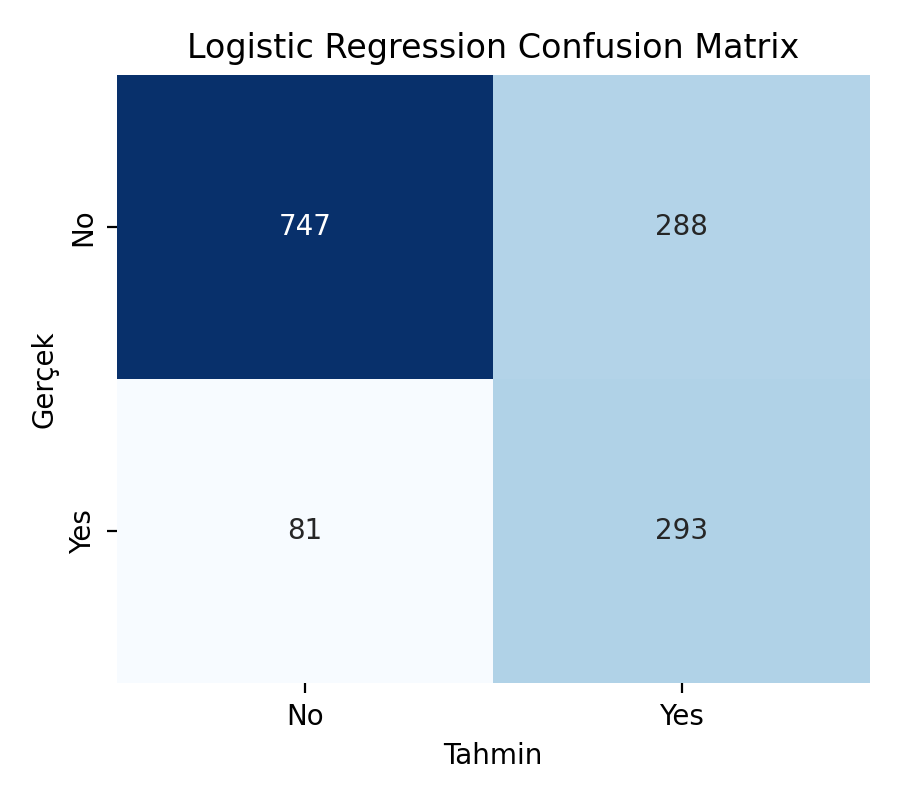 Logistic Regression Confusion Matrix
No
747
288
Gerçek
Yes
81
293
No
Yes
Tahmin